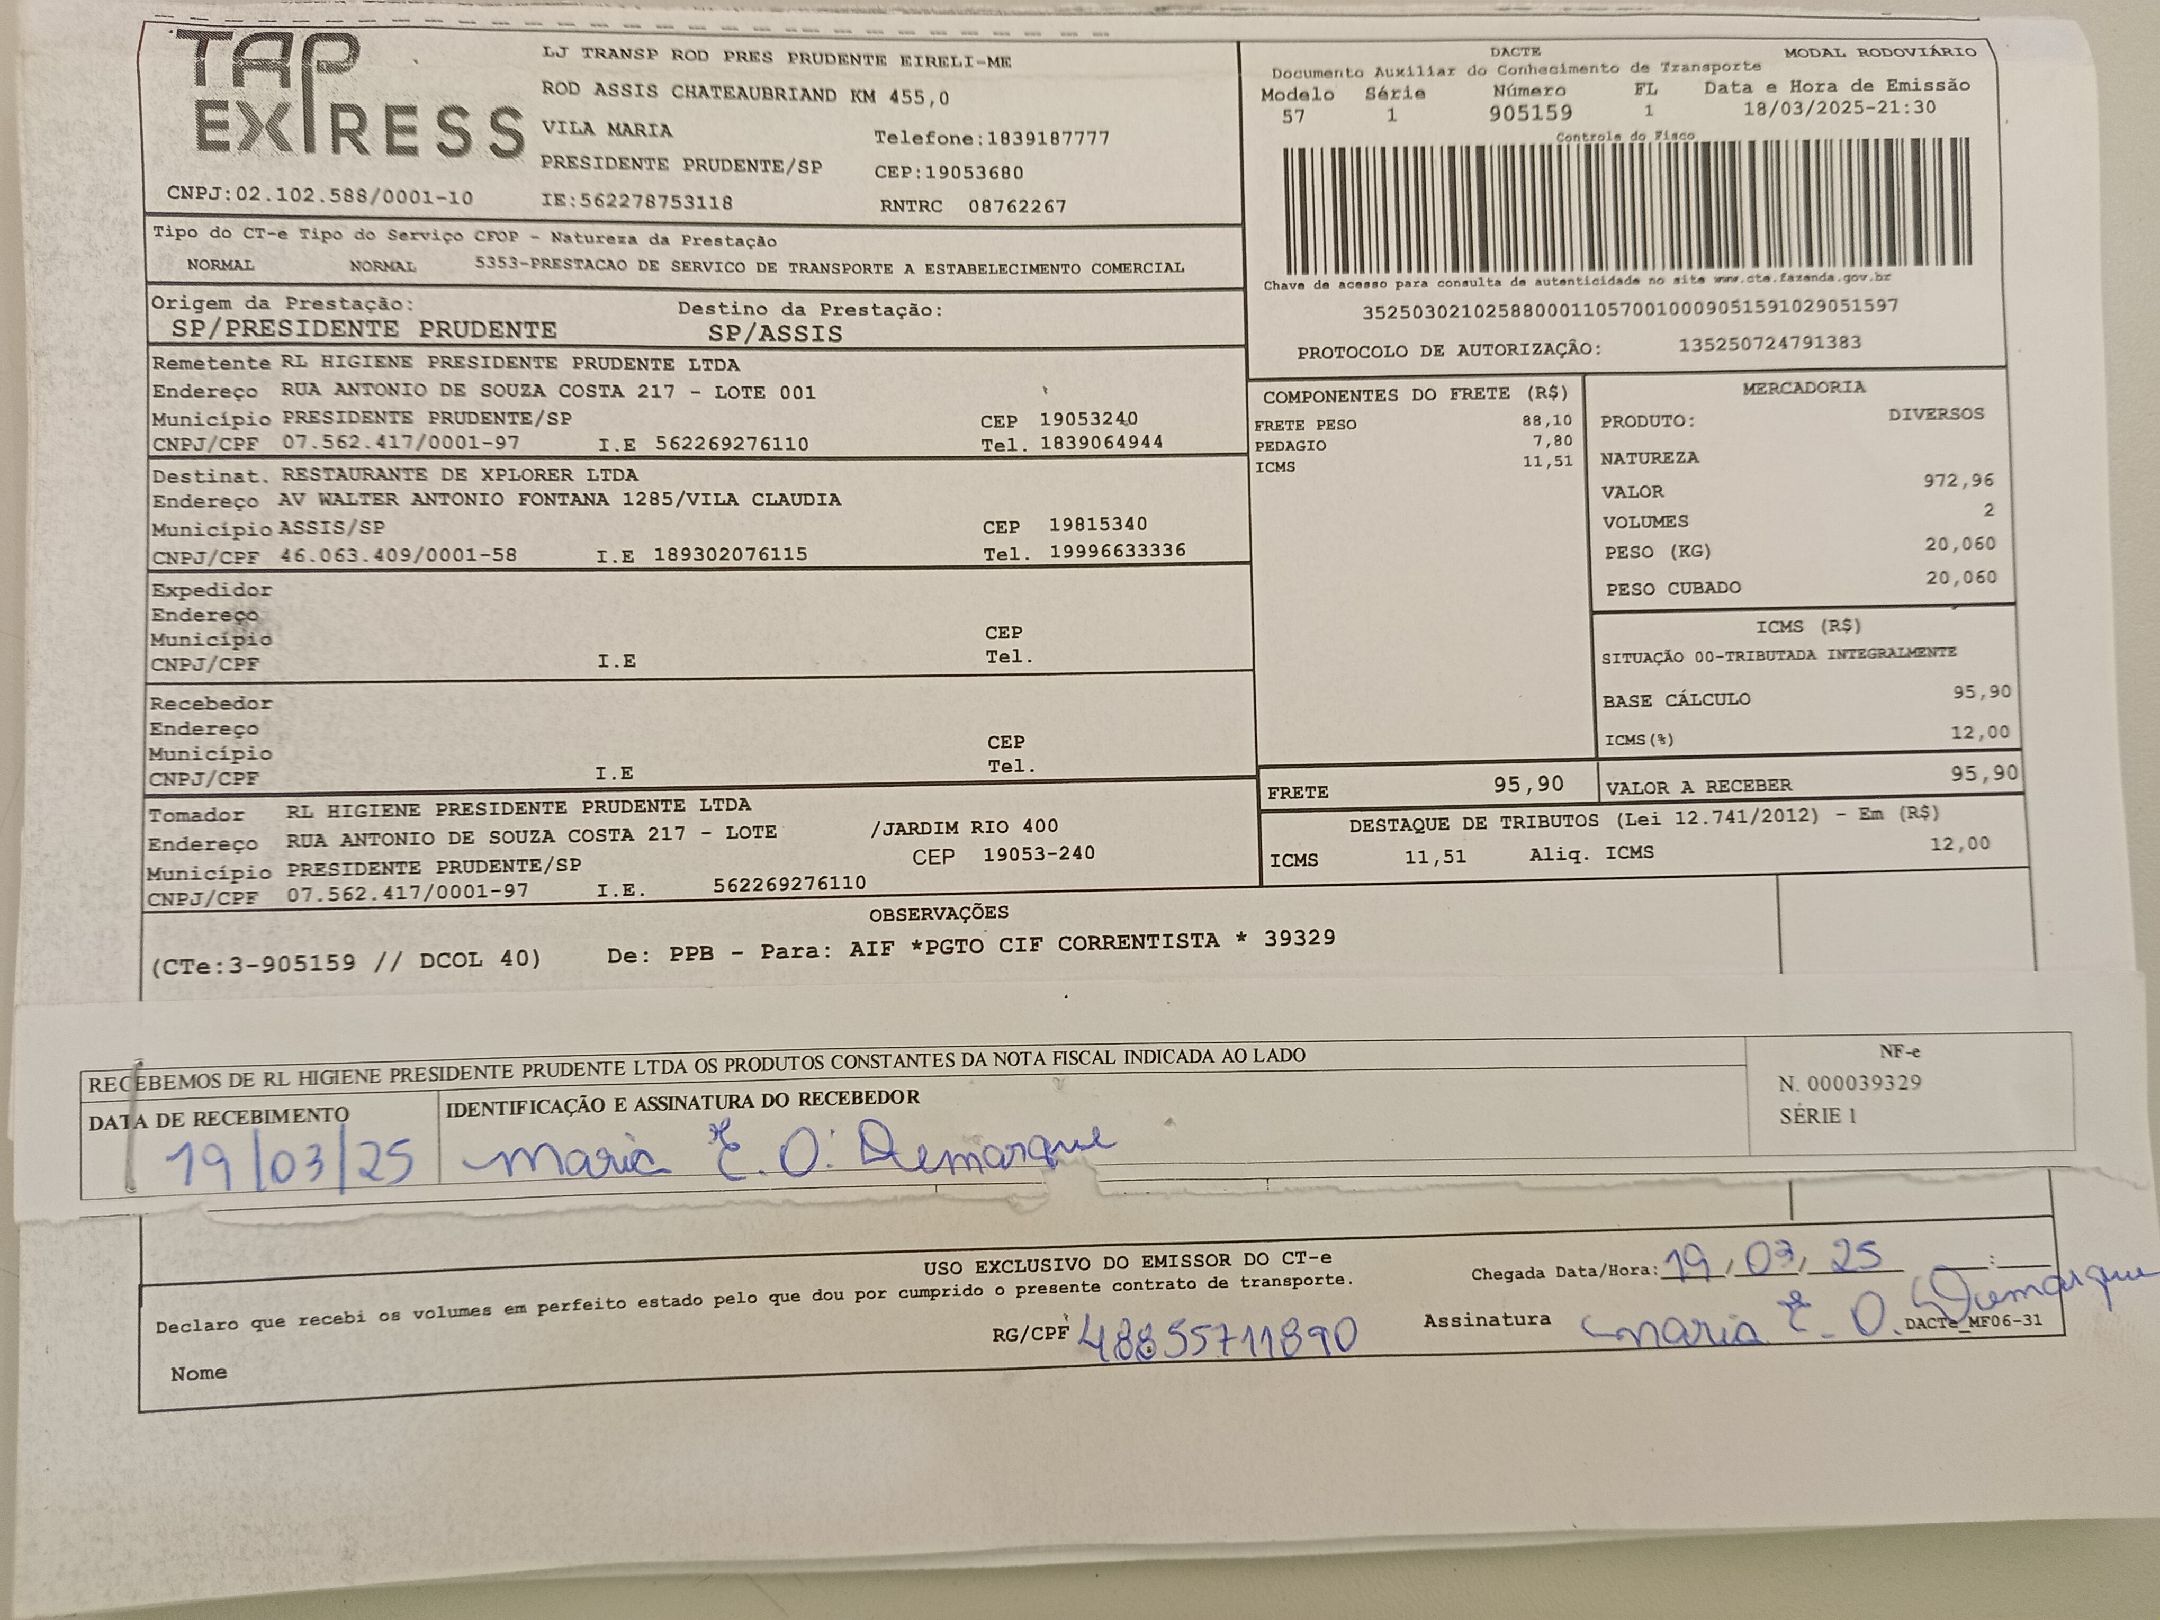 TAP
EXPRESS
CNPJ:02.102.588/0001-10
LJ TRANSP ROD PRES PRUDENTE EIRELI-ME
ROD ASSIS CHATEAUBRIAND KM 455,0
VILA MARIA Telefone:1839187777
PRESIDENTE PRUDENTE/SP CEP:19053680
IE:562278753118 RNTRC 08762267
DACTE MODAL RODOVIÁRIO
Documento Auxiliar do Conhecimento de Transporte
Modelo Série Número FL Data e Hora de Emissão
57 1 905159 1 18/03/2025-21:30
Controle do Fisco
Chave de acesso para consulta de autenticidade no site www.cte.fazenda.gov.br
35250302102588000110570010009051591029051597
PROTOCOLO DE AUTORIZAÇÃO: 135250724791383
Tipo do CT-e Tipo do Serviço CFOP - Natureza da Prestação
NORMAL NORMAL 5353-PRESTACAO DE SERVICO DE TRANSPORTE A ESTABELECIMENTO COMERCIAL
Origem da Prestação: Destino da Prestação:
SP/PRESIDENTE PRUDENTE SP/ASSIS
Remetente RL HIGIENE PRESIDENTE PRUDENTE LTDA
Endereço RUA ANTONIO DE SOUZA COSTA 217 - LOTE 001
Município PRESIDENTE PRUDENTE/SP CEP 19053240
CNPJ/CPF 07.562.417/0001-97 I.E 562269276110 Tel. 1839064944
Destinat. RESTAURANTE DE XPLORER LTDA
Endereço AV WALTER ANTONIO FONTANA 1285/VILA CLAUDIA
Município ASSIS/SP CEP 19815340
CNPJ/CPF 46.063.409/0001-58 I.E 189302076115 Tel. 19996633336
Expedidor
Endereço
Município CEP
CNPJ/CPF I.E Tel.
Recebedor
Endereço
Município CEP
CNPJ/CPF I.E Tel.
Tomador RL HIGIENE PRESIDENTE PRUDENTE LTDA
Endereço RUA ANTONIO DE SOUZA COSTA 217 - LOTE /JARDIM RIO 400
Município PRESIDENTE PRUDENTE/SP CEP 19053-240
CNPJ/CPF 07.562.417/0001-97 I.E. 562269276110
COMPONENTES DO FRETE (R$)
FRETE PESO 88,10
PEDAGIO 7,80
ICMS 11,51
MERCADORIA
PRODUTO: DIVERSOS
NATUREZA
VALOR 972,96
VOLUMES 2
PESO (KG) 20,060
PESO CUBADO 20,060
ICMS (R$)
SITUAÇÃO 00-TRIBUTADA INTEGRALMENTE
BASE CÁLCULO 95,90
ICMS(%) 12,00
FRETE 95,90 VALOR A RECEBER 95,90
DESTAQUE DE TRIBUTOS (Lei 12.741/2012) - Em (R$)
ICMS 11,51 Aliq. ICMS 12,00
OBSERVAÇÕES
(CTe:3-905159 // DCOL 40) De: PPB - Para: AIF *PGTO CIF CORRENTISTA * 39329
RECEBEMOS DE RL HIGIENE PRESIDENTE PRUDENTE LTDA OS PRODUTOS CONSTANTES DA NOTA FISCAL INDICADA AO LADO
DATA DE RECEBIMENTO IDENTIFICAÇÃO E ASSINATURA DO RECEBEDOR
19/03/25 Maria E. O. Demarque
NF-e
N. 000039329
SÉRIE 1
USO EXCLUSIVO DO EMISSOR DO CT-e
Declaro que recebi os volumes em perfeito estado pelo que dou por cumprido o presente contrato de transporte.
Chegada Data/Hora: 19/03/25 :
Nome RG/CPF 48855711890 Assinatura Maria E. O. Demarque
DACTe_MF06-31